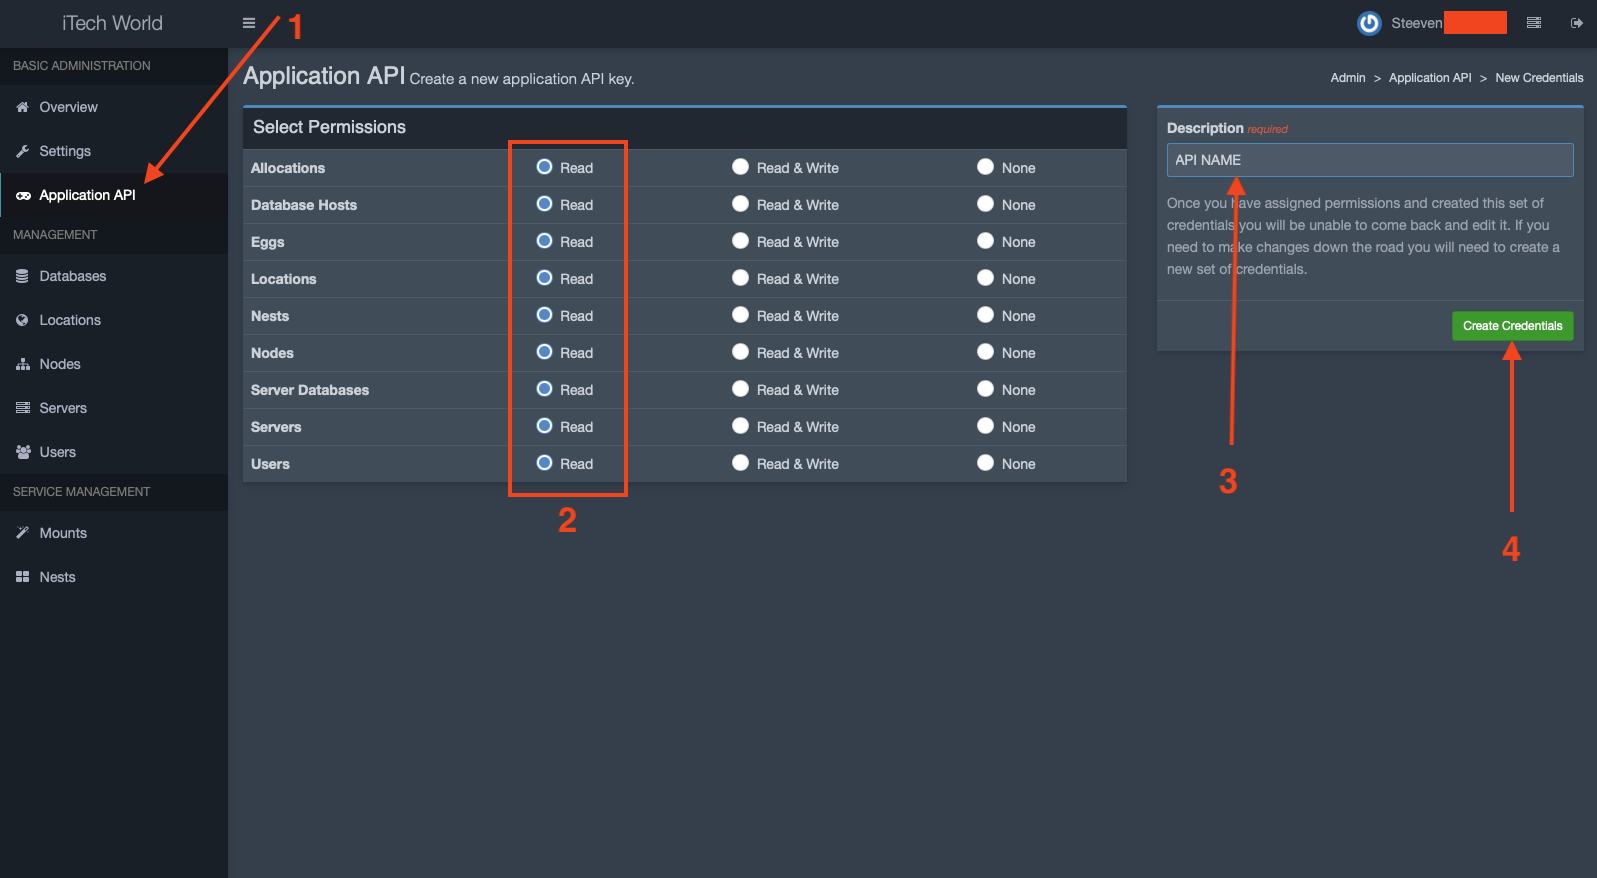 iTech World
1
Steeven
BASIC ADMINISTRATION
Overview
Settings
Application API
MANAGEMENT
Databases
Locations
Nodes
Servers
Users
SERVICE MANAGEMENT
Mounts
Nests
Application API Create a new application API key.
Admin > Application API > New Credentials
Select Permissions
Allocations Read Read & Write None
Database Hosts Read Read & Write None
Eggs Read Read & Write None
Locations Read Read & Write None
Nests Read Read & Write None
Nodes Read Read & Write None
Server Databases Read Read & Write None
Servers Read Read & Write None
Users Read Read & Write None
2
Description required
API NAME
Once you have assigned permissions and created this set of
credentials you will be unable to come back and edit it. If you
need to make changes down the road you will need to create a
new set of credentials.
Create Credentials
3
4